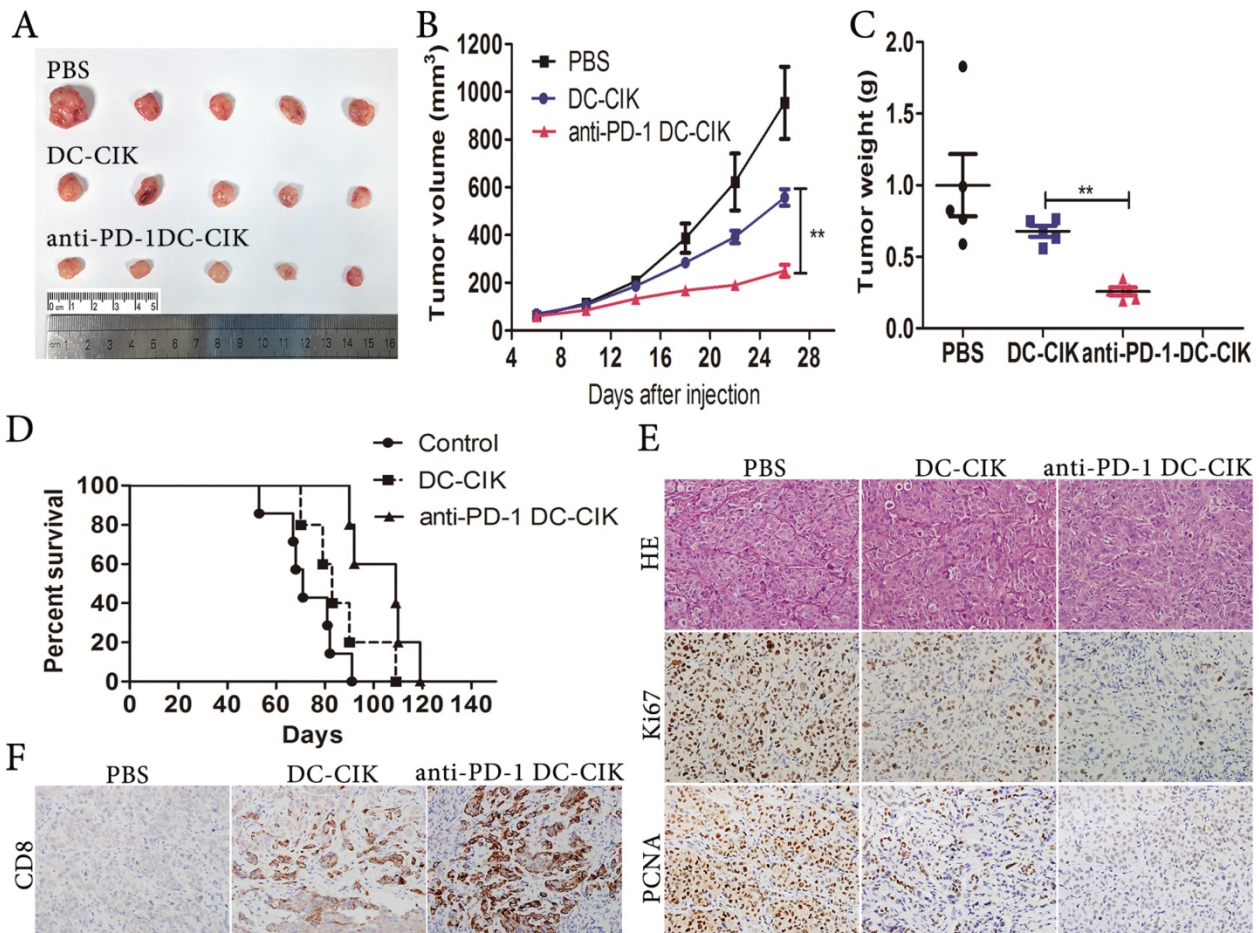 A
PBS
DC-CIK
anti-PD-1DC-CIK
0 cm 1 2 3 4 5
cm 1 2 3 4 5 6 7 8 9 10 11 12 13 14 15 16
B
Tumor volume (mm³)
1200
1000
800
600
400
200
0
4 6 10 14 18 22 26 28
Days after injection
PBS
DC-CIK
anti-PD-1 DC-CIK
**
C
Tumor weight (g)
2.0
1.5
1.0
0.5
0.0
**
PBS DC-CIK anti-PD-1-DC-CIK
D
Control
DC-CIK
anti-PD-1 DC-CIK
Percent survival
100
80
60
40
20
0
0 20 40 60 80 100 120 140
Days
E
PBS DC-CIK anti-PD-1 DC-CIK
HE
Ki67
PCNA
F
PBS DC-CIK anti-PD-1 DC-CIK
CD8